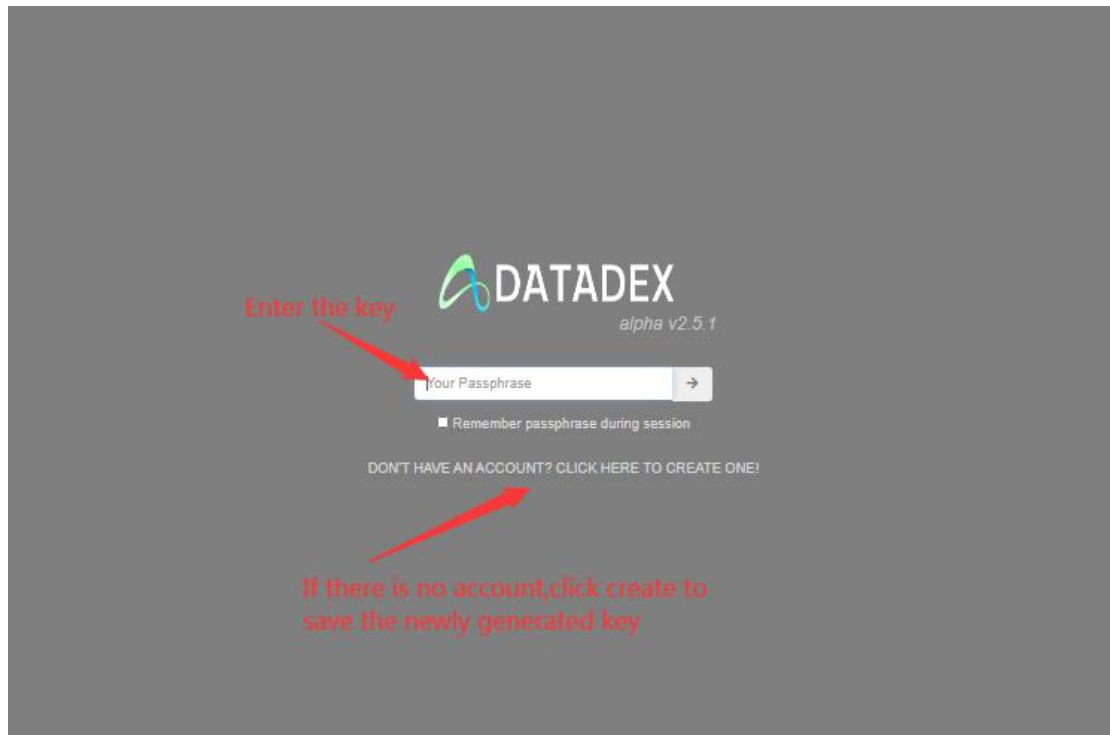 DATADEX
Enter the key
alpha v2.5.1
Your Passphrase
Remember passphrase during session
DON'T HAVE AN ACCOUNT? CLICK HERE TO CREATE ONE!
If there is no account,click create to
save the newly generated key